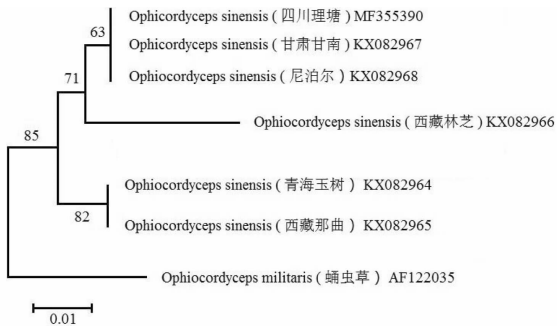 63
Ophicordyceps sinensis (四川理塘) MF355390
Ophicordyceps sinensis (甘肃甘南) KX082967
Ophiocordyceps sinensis (尼泊尔) KX082968
71
Ophiocordyceps sinensis (西藏林芝) KX082966
85
Ophiocordyceps sinensis (青海玉树) KX082964
82
Ophiocordyceps sinensis (西藏那曲) KX082965
Ophiocordyceps militaris (蛹虫草) AF122035
0.01